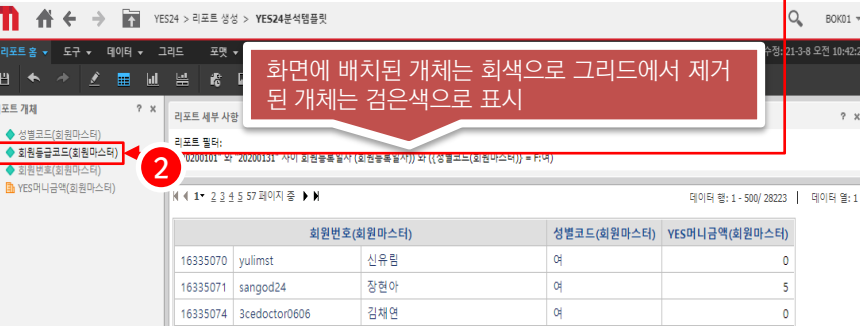 YES24 > 리포트 생성 > YES24분석템플릿
BOK01
리포트 홈 도구 데이터 그리드 포맷
수정: 21-3-8 오전 10:42:2
화면에 배치된 개체는 회색으로 그리드에서 제거
된 개체는 검은색으로 표시
리포트 개체 ? x
리포트 세부 사항
? x
성별코드(회원마스터)
회원등급코드(회원마스터)
회원번호(회원마스터)
YES머니금액(회원마스터)
2
리포트 필터:
"20200101" 와 "20200131" 사이 회원등록일자 (회원등록일자)) 와 ({성별코드(회원마스터)} = F:여)
1 2 3 4 5 57 페이지 중
데이터 행: 1 - 500/ 28223 | 데이터 열: 1
회원번호(회원마스터) 성별코드(회원마스터) YES머니금액(회원마스터)
16335070 yulimst 신유림 여 0
16335071 sangod24 장현아 여 5
16335074 3cedoctor0606 김채연 여 0